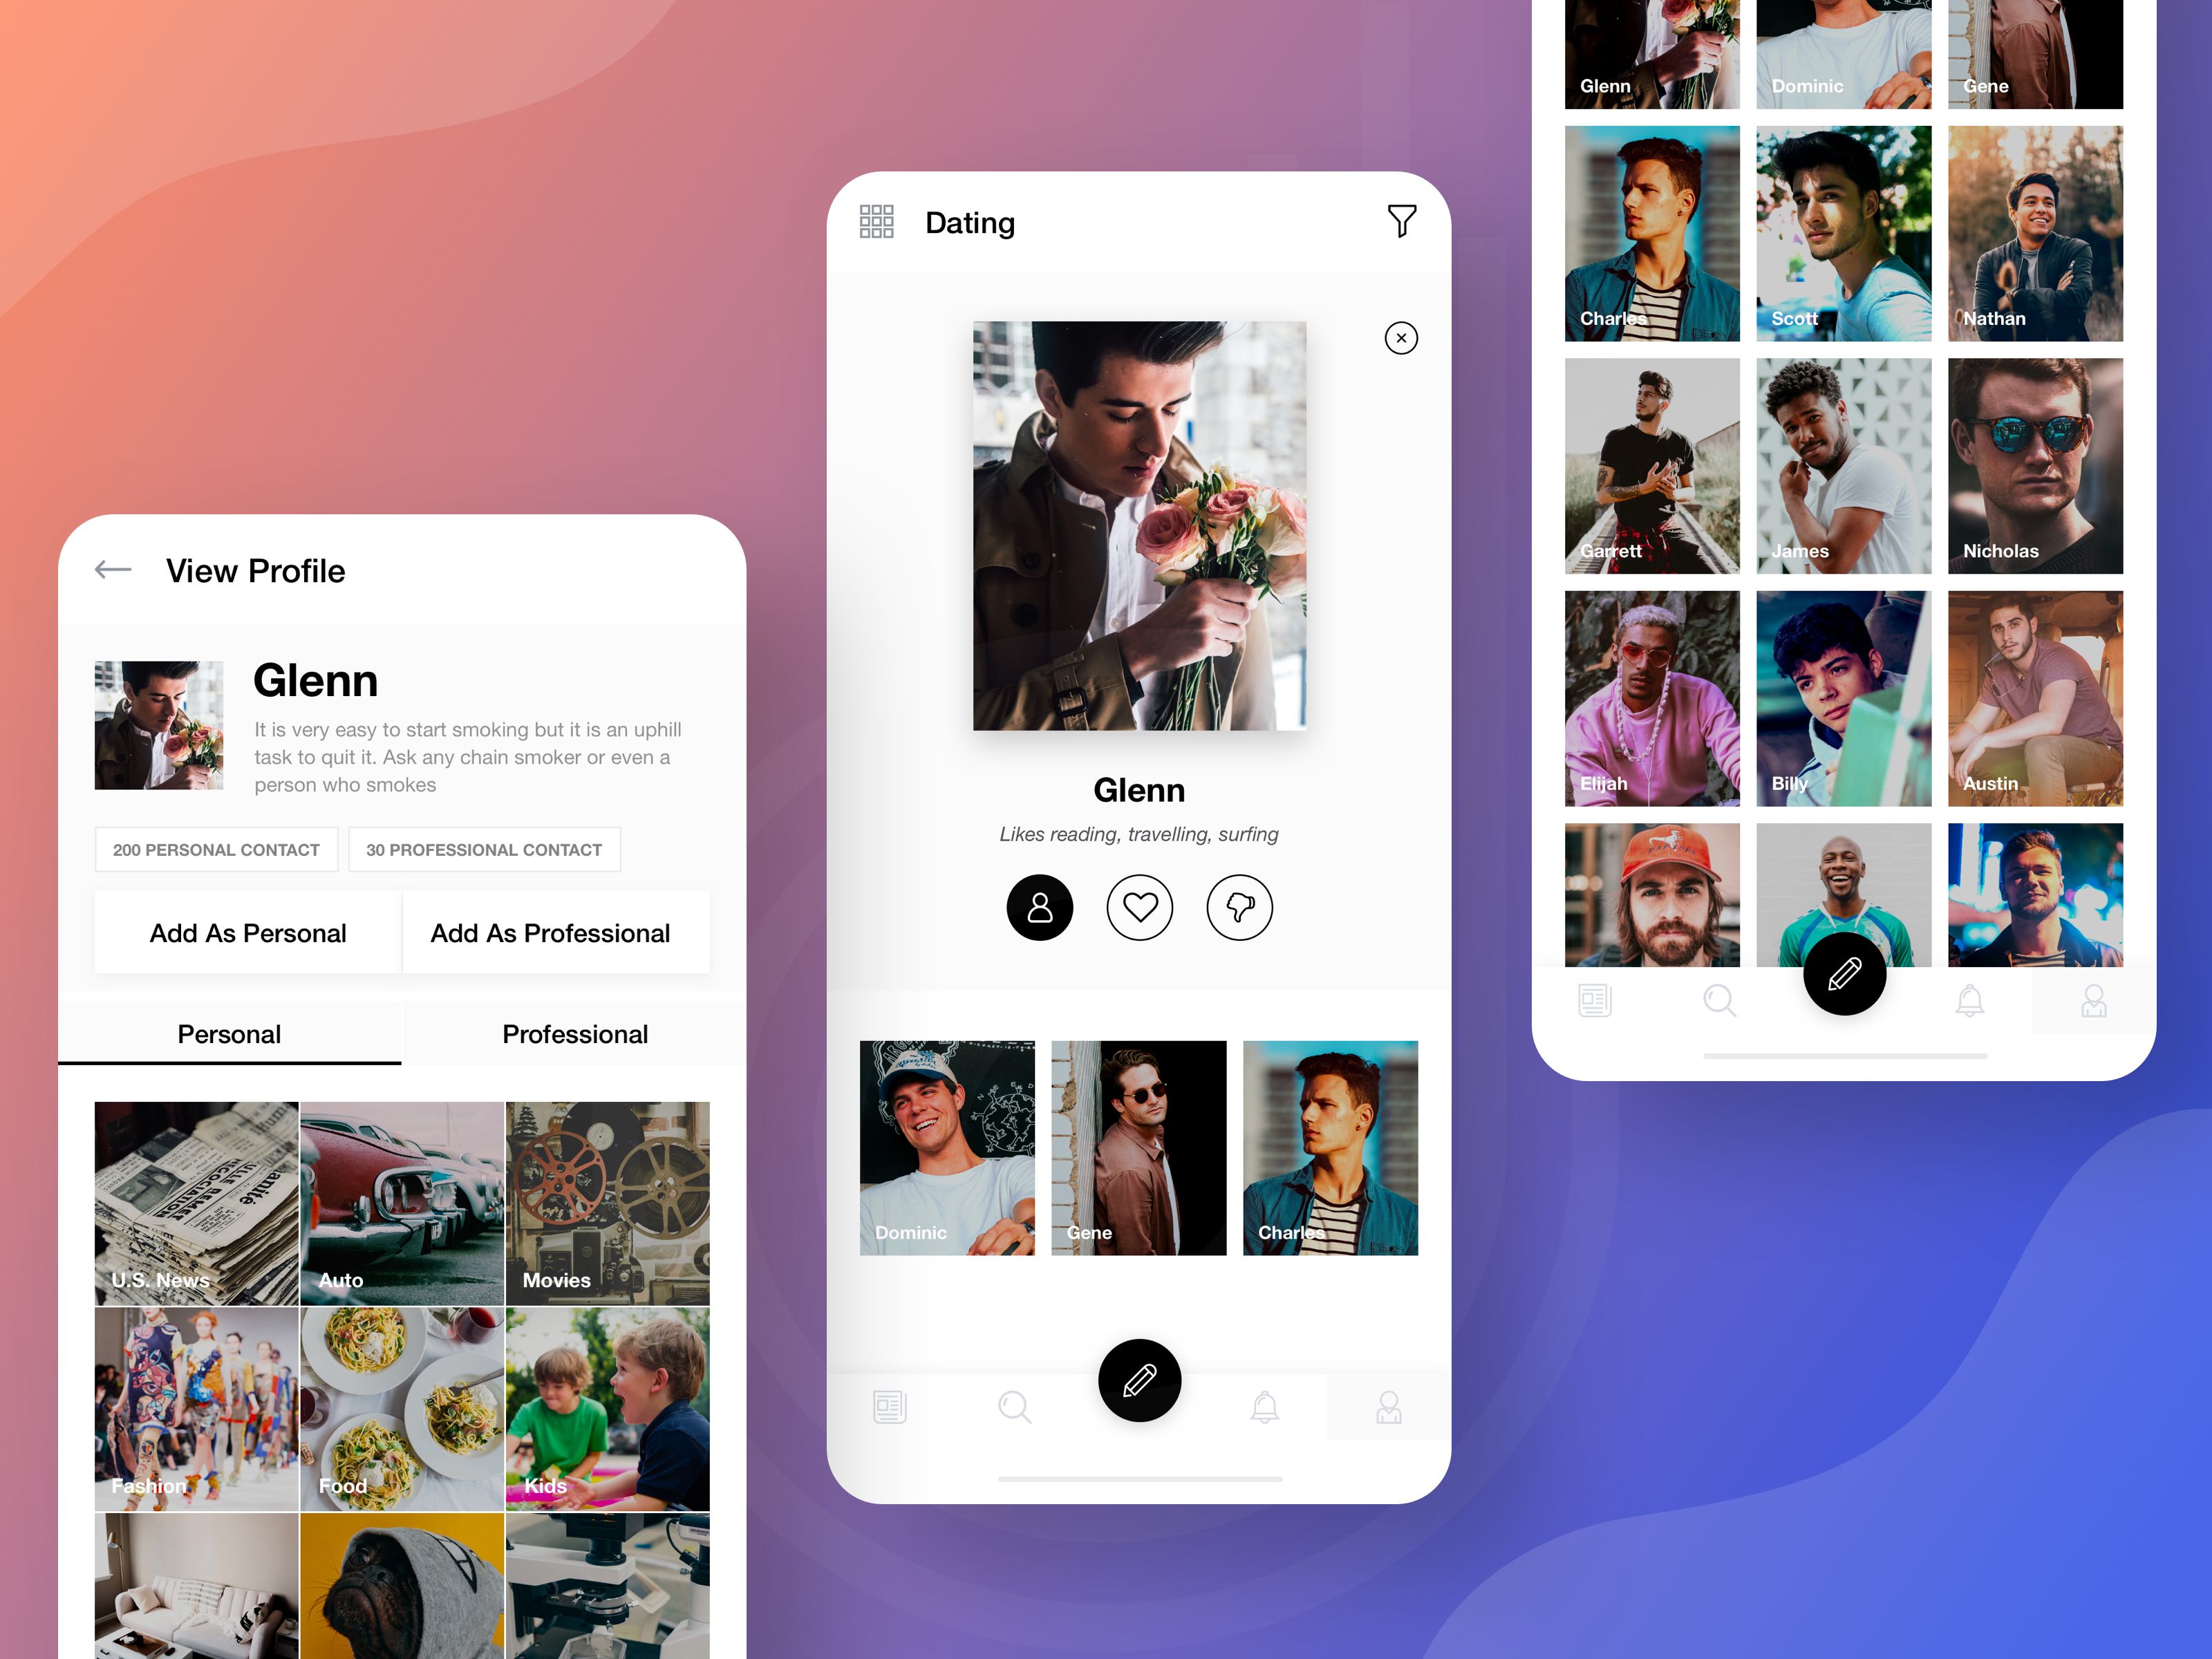 View Profile
Glenn
It is very easy to start smoking but it is an uphill
task to quit it. Ask any chain smoker or even a
person who smokes
200 PERSONAL CONTACT
30 PROFESSIONAL CONTACT
Add As Personal
Add As Professional
Personal
Professional
U.S. News
Auto
Movies
Fashion
Food
Kids
Dating
Glenn
Likes reading, travelling, surfing
Dominic
Gene
Charles
Glenn
Dominic
Gene
Charles
Scott
Nathan
Garrett
James
Nicholas
Elijah
Billy
Austin